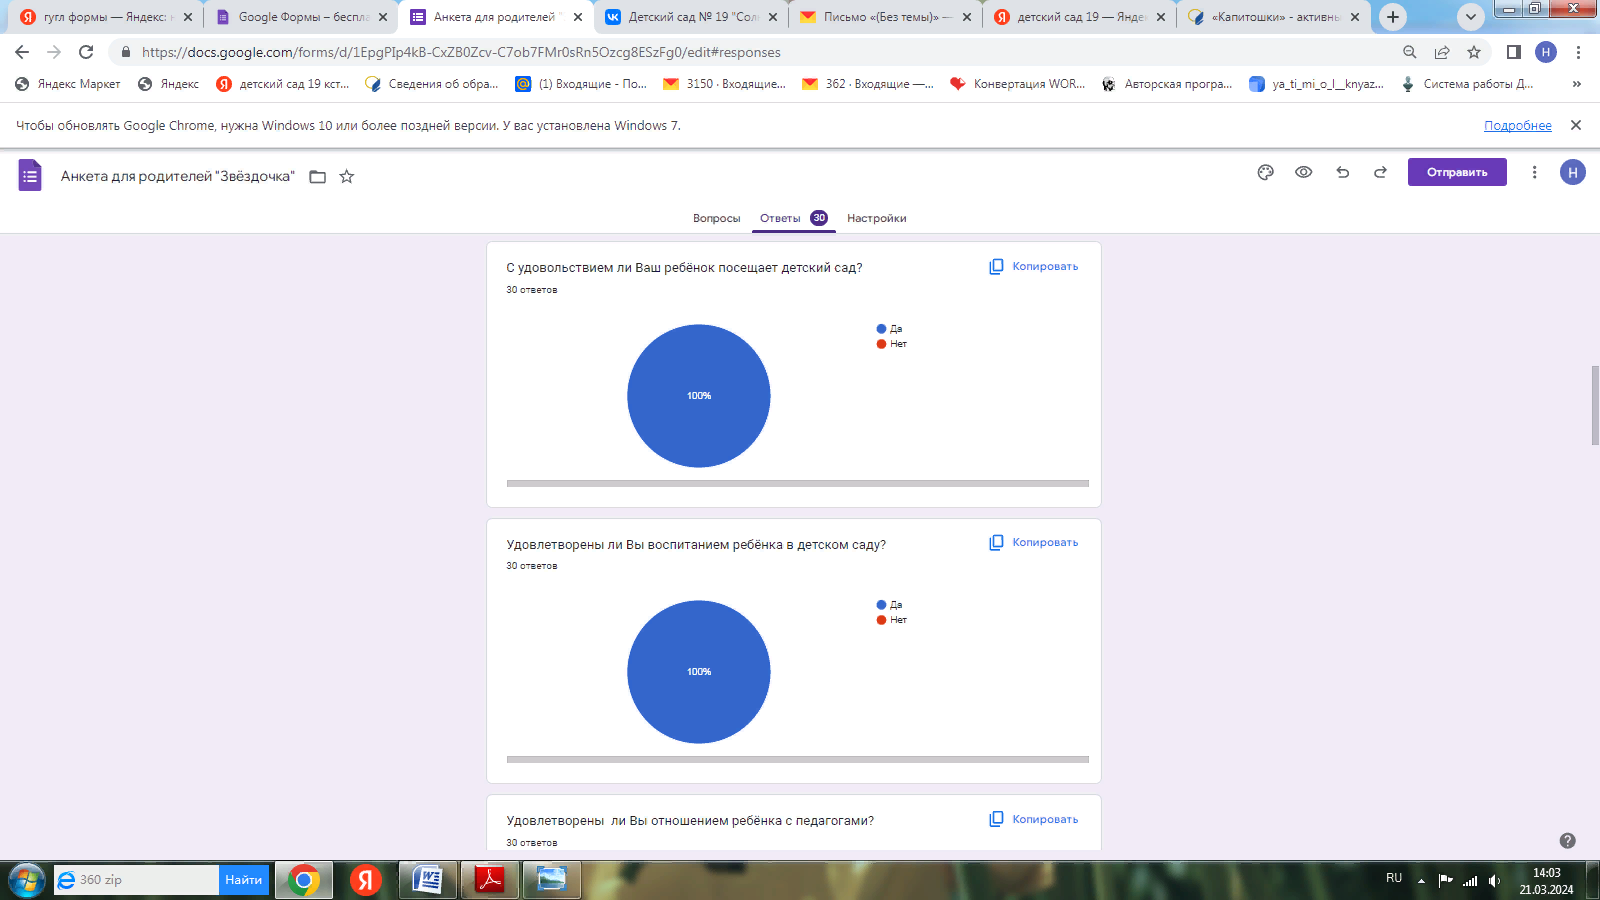 гугл формы — Яндекс:
Google Формы – беспла
Анкета для родителей "
Детский сад № 19 "Сол
Письмо «(Без темы)» —
детский сад 19 — Янде
«Капитошки» - активн
https://docs.google.com/forms/d/1EpgPIp4kB-CxZB0Zcv-C7ob7FMr0sRn5Ozcg8ESzFg0/edit#responses
Н
Яндекс Маркет
Яндекс
детский сад 19 кст...
Сведения об обра...
(1) Входящие - По...
3150 · Входящие...
362 · Входящие —...
Конвертация WOR...
Авторская програ...
ya_ti_mi_o_l__knyaz...
Система работы Д...
»
Чтобы обновлять Google Chrome, нужна Windows 10 или более поздней версии. У вас установлена Windows 7.
Подробнее
Анкета для родителей "Звёздочка"
Отправить
Н
Вопросы
Ответы 30
Настройки
С удовольствием ли Ваш ребёнок посещает детский сад?
Копировать
30 ответов
Да
Нет
100%
Удовлетворены ли Вы воспитанием ребёнка в детском саду?
Копировать
30 ответов
Да
Нет
100%
Удовлетворены  ли Вы отношением ребёнка с педагогами?
Копировать
30 ответов
360 zip
Найти
RU
14:03
21.03.2024